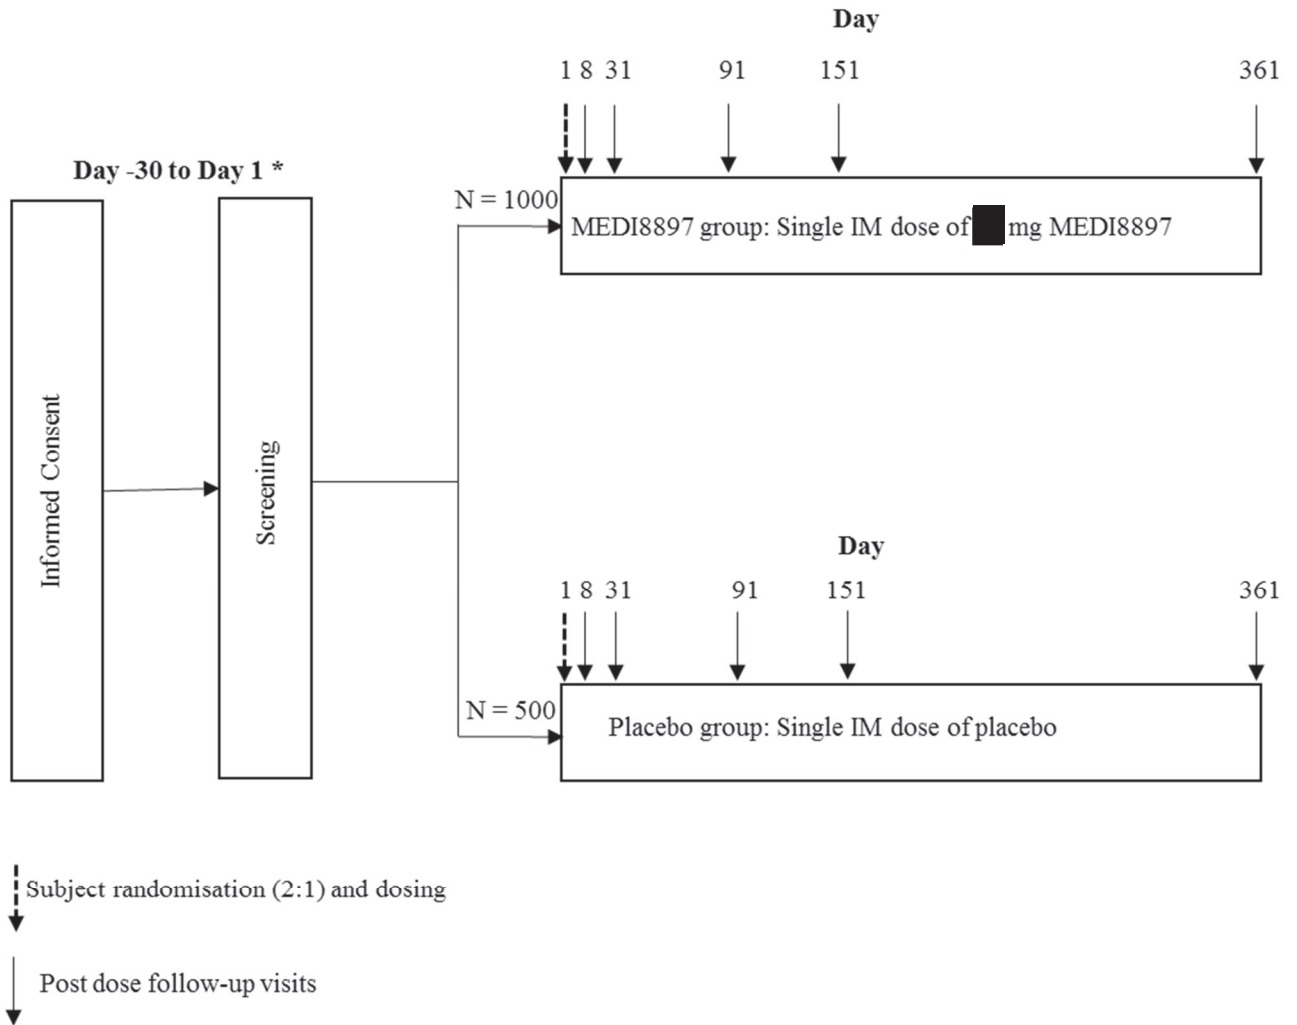 Day
1 8 31 91 151 361
Day -30 to Day 1 *
N = 1000
MEDI8897 group: Single IM dose of mg MEDI8897
Informed Consent
Screening
Day
1 8 31 91 151 361
N = 500
Placebo group: Single IM dose of placebo
Subject randomisation (2:1) and dosing
Post dose follow-up visits